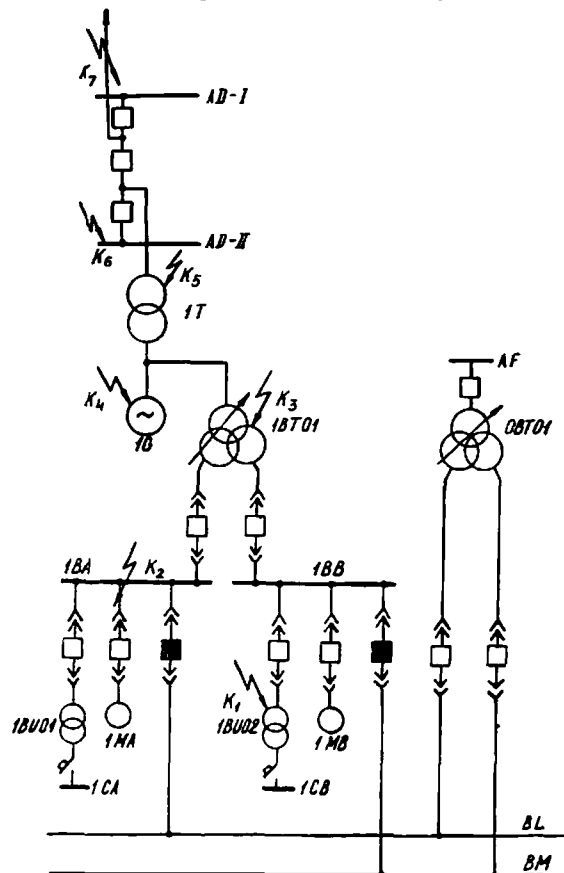 K7
AD-I
AD-II
K6
K5
1T
K4
1G
K3
1BT01
AF
0BT01
1BA
K2
1BB
K1
1BU01
1MA
1BU02
1MB
1CA
1CB
BL
BM